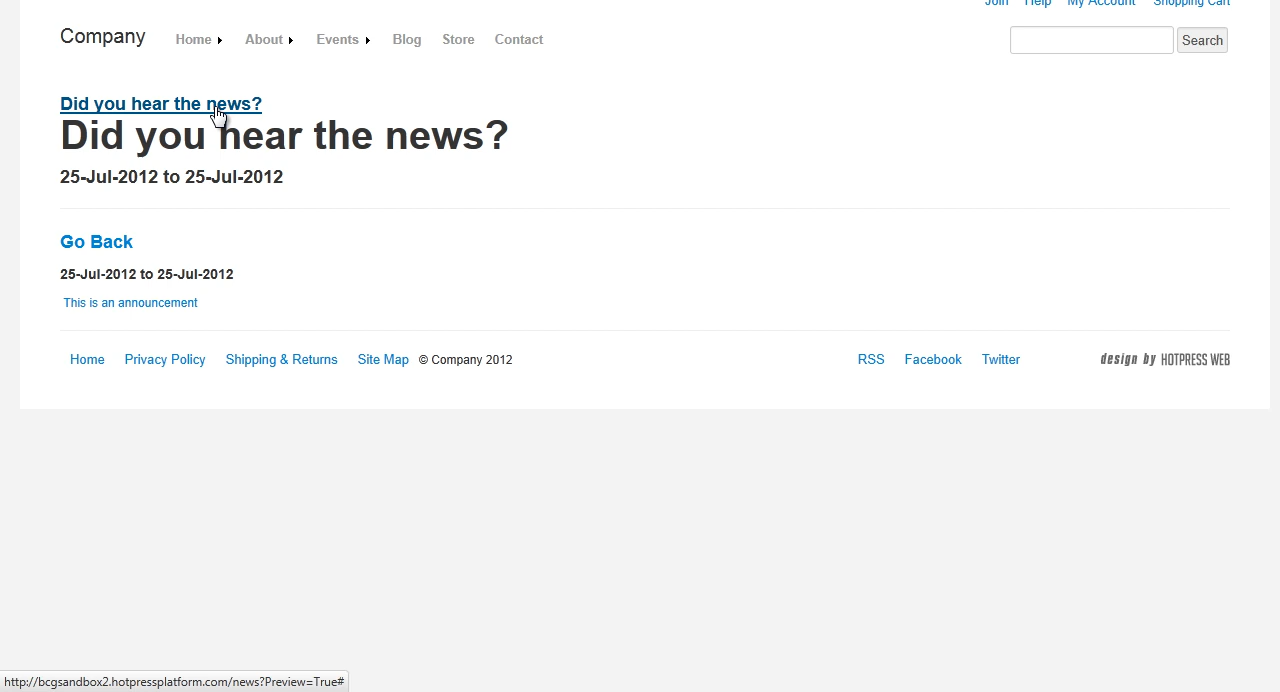 Join Help My Account Shopping Cart
Company Home About Events Blog Store Contact Search
Did you hear the news?
Did you hear the news?
25-Jul-2012 to 25-Jul-2012
Go Back
25-Jul-2012 to 25-Jul-2012
This is an announcement
Home Privacy Policy Shipping & Returns Site Map © Company 2012 RSS Facebook Twitter design by HOTPRESS WEB
http://bcgsandbox2.hotpressplatform.com/news?Preview=True#